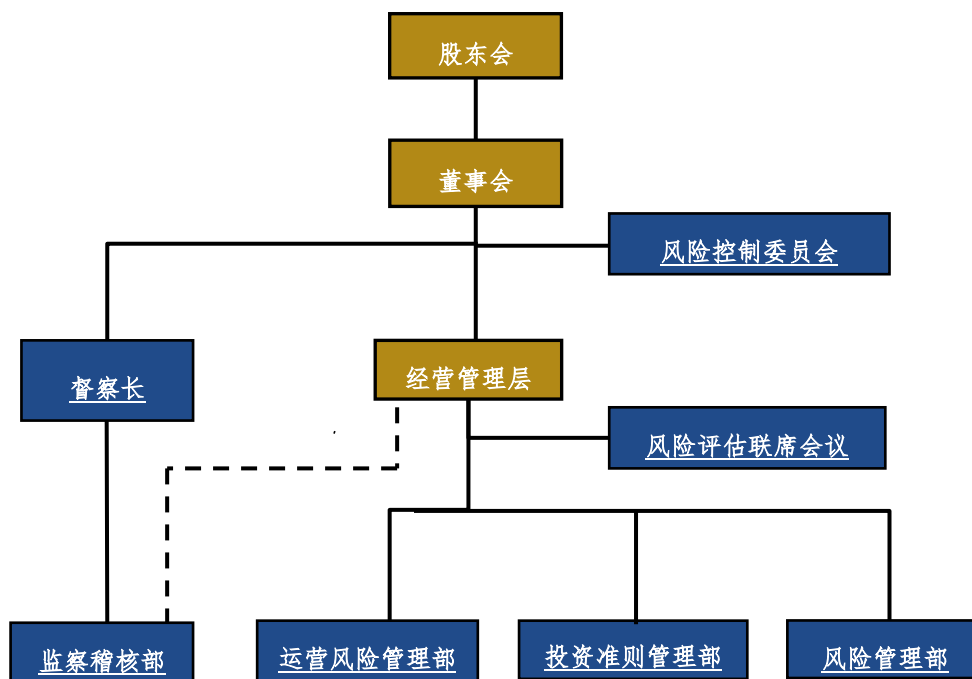 股东会
董事会
风险控制委员会
督察长
经营管理层
风险评估联席会议
监察稽核部
运营风险管理部
投资准则管理部
风险管理部